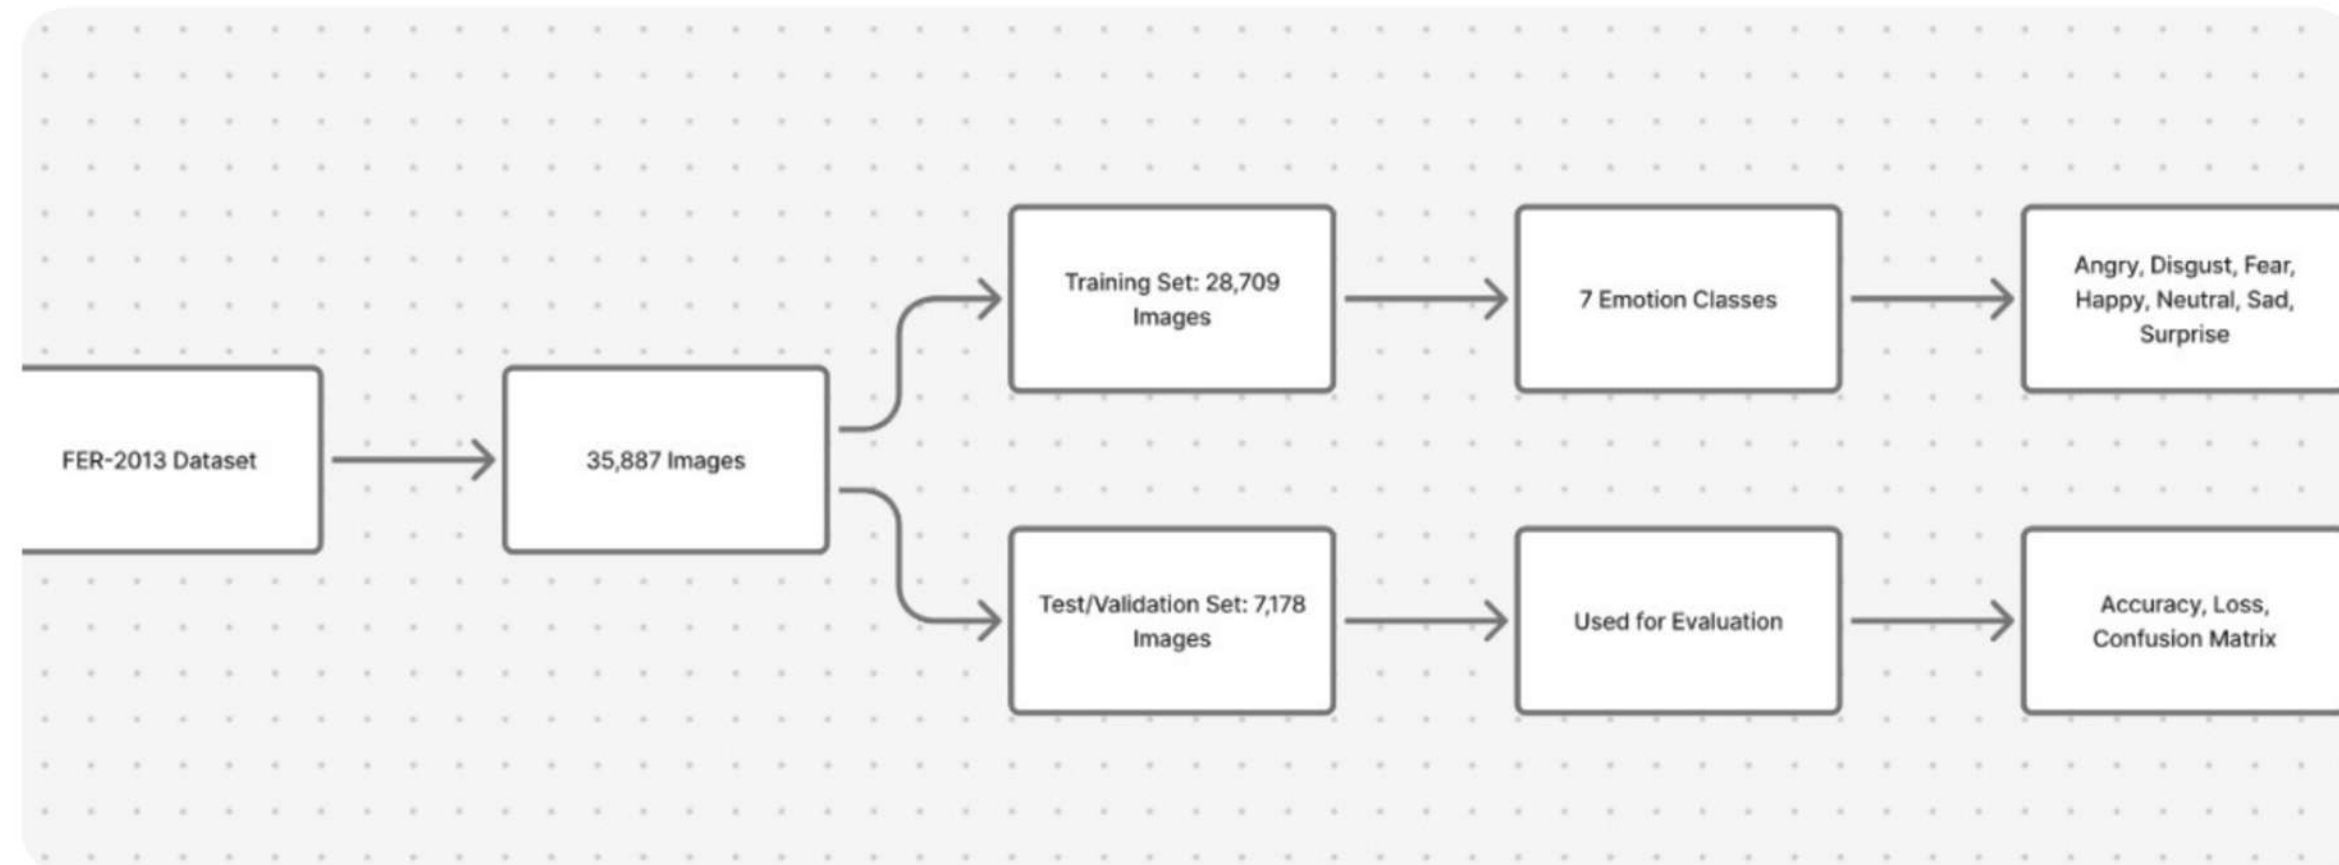 FER-2013 Dataset
35,887 Images
Training Set: 28,709
Images
7 Emotion Classes
Angry, Disgust, Fear,
Happy, Neutral, Sad,
Surprise
Test/Validation Set: 7,178
Images
Used for Evaluation
Accuracy, Loss,
Confusion Matrix